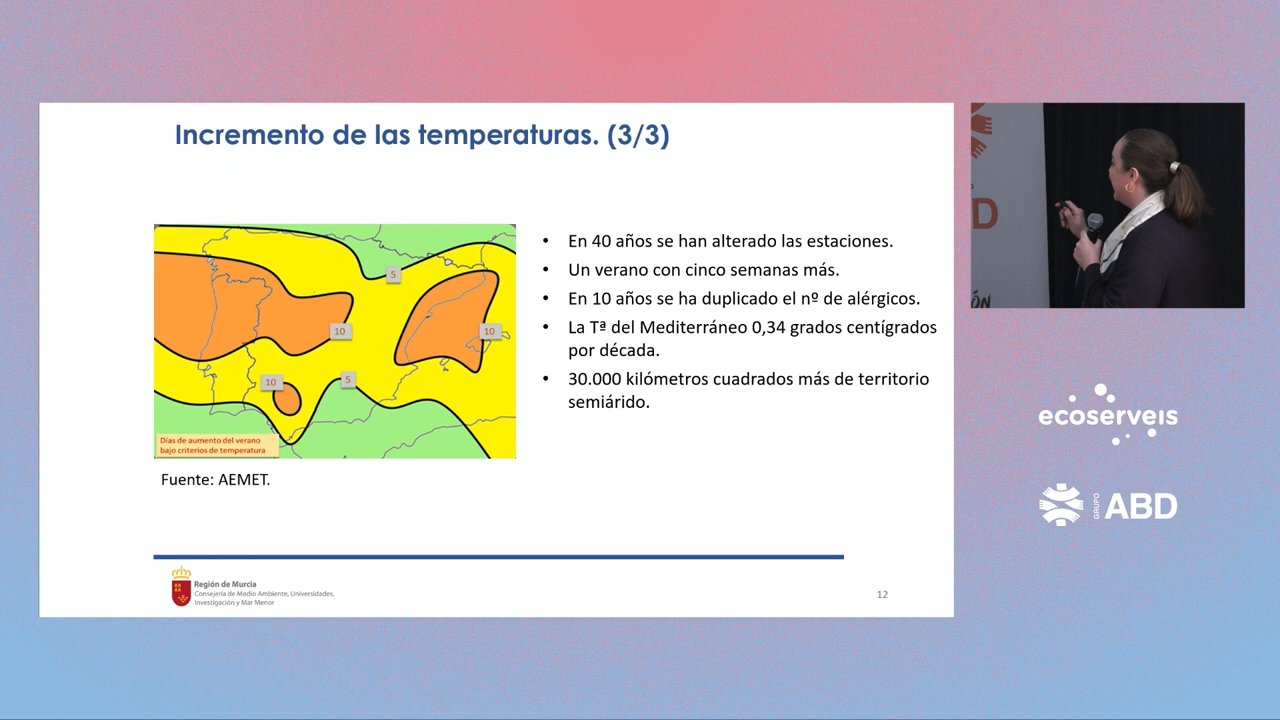 Incremento de las temperaturas. (3/3)
5
10
10
10
5
Días de aumento del verano
bajo criterios de temperatura
Fuente: AEMET.
• En 40 años se han alterado las estaciones.
• Un verano con cinco semanas más.
• En 10 años se ha duplicado el nº de alérgicos.
• La Tª del Mediterráneo 0,34 grados centígrados
por década.
• 30.000 kilómetros cuadrados más de territorio
semiárido.
Región de Murcia
Consejería de Medio Ambiente, Universidades,
Investigación y Mar Menor
12
D
ÓN
ecoserveis
GRUPO ABD